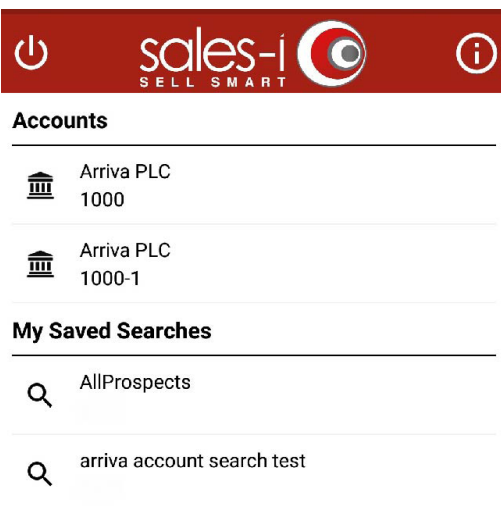 sales-i
SELL SMART
Accounts
Arriva PLC
1000
Arriva PLC
1000-1
My Saved Searches
AllProspects
arriva account search test